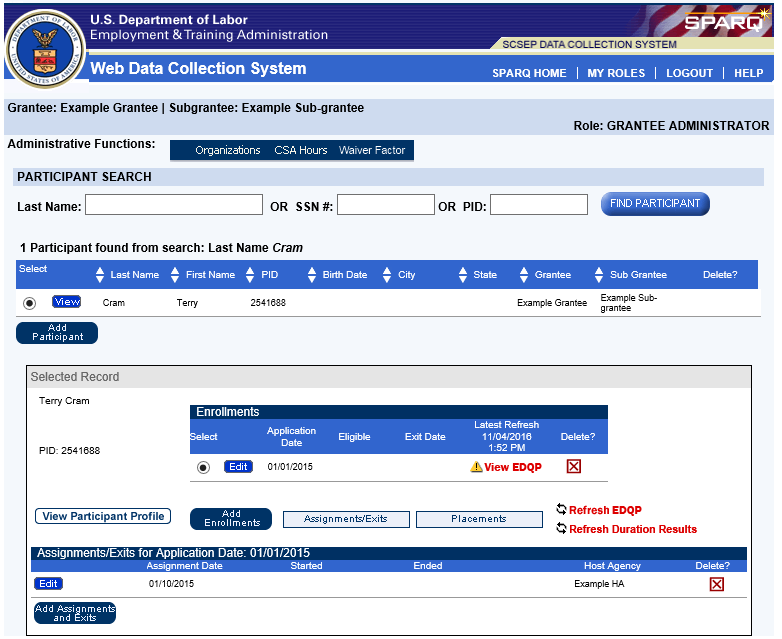 U.S. Department of Labor
Employment & Training Administration
SPARQ
SCSEP DATA COLLECTION SYSTEM
Web Data Collection System
SPARQ HOME | MY ROLES | LOGOUT | HELP
DEPARTMENT OF LABOR
UNITED STATES OF AMERICA
Grantee: Example Grantee | Subgrantee: Example Sub-grantee
Role: GRANTEE ADMINISTRATOR
Administrative Functions: Organizations CSA Hours Waiver Factor
PARTICIPANT SEARCH
Last Name: OR SSN #: OR PID: FIND PARTICIPANT
1 Participant found from search: Last Name Cram
Select Last Name First Name PID Birth Date City State Grantee Sub Grantee Delete?
View Cram Terry 2541688 Example Grantee Example Sub-
grantee
Add
Participant
Selected Record
Terry Cram
PID: 2541688
Enrollments
Select Application
Date Eligible Exit Date Latest Refresh
11/04/2016
1:52 PM Delete?
Edit 01/01/2015 View EDQP
View Participant Profile
Add
Enrollments
Assignments/Exits
Placements
Refresh EDQP
Refresh Duration Results
Assignments/Exits for Application Date: 01/01/2015
Assignment Date Started Ended Host Agency Delete?
Edit 01/10/2015 Example HA
Add Assignments
and Exits